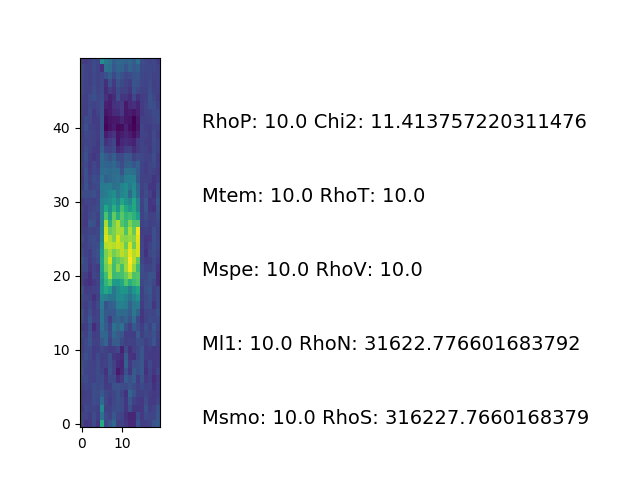 RhoP: 10.0 Chi2: 11.413757220311476
Mtem: 10.0 RhoT: 10.0
Mspe: 10.0 RhoV: 10.0
Ml1: 10.0 RhoN: 31622.776601683792
Msmo: 10.0 RhoS: 316227.7660168379
40
30
20
10
0
0 10